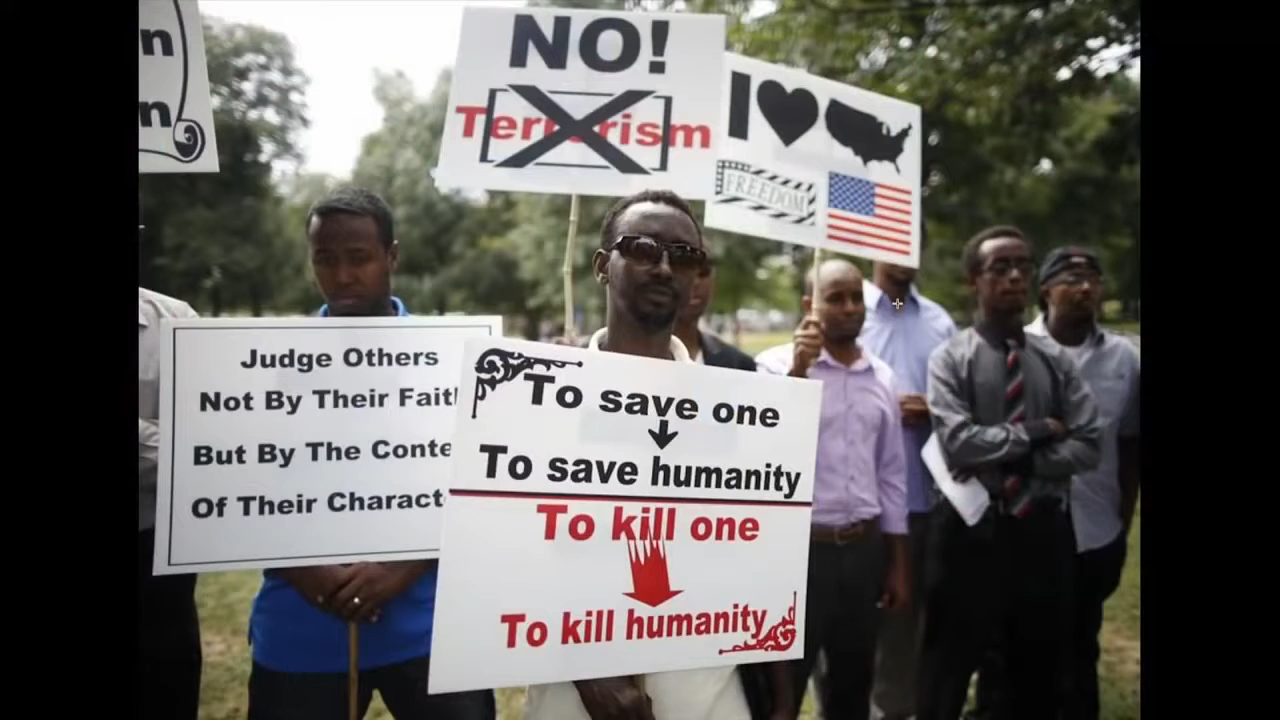 n
n
NO!
Terrorism
I
FREEDOM
Judge Others
Not By Their Fait
But By The Conte
Of Their Charact
To save one
To save humanity
To kill one
To kill humanity